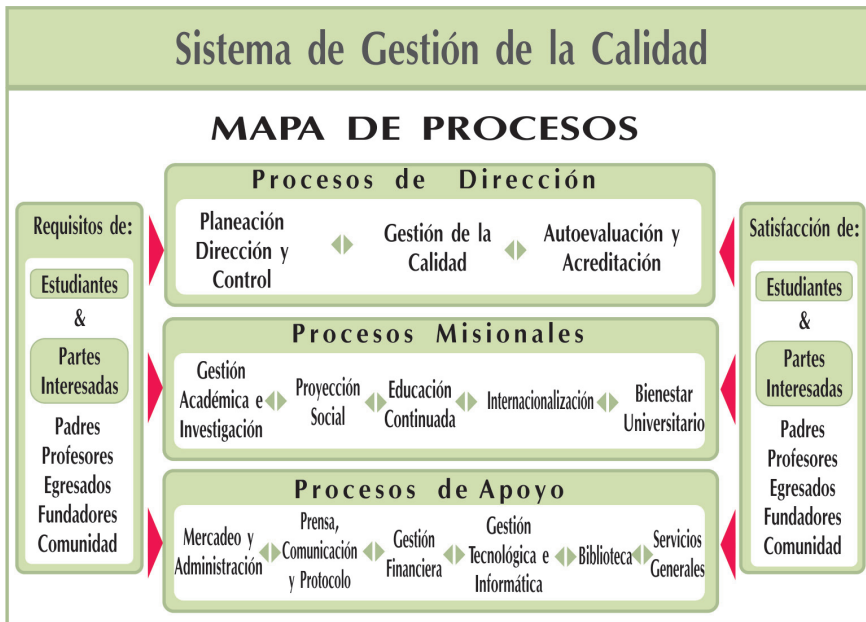 Sistema de Gestión de la Calidad
MAPA DE PROCESOS
Requisitos de:
Estudiantes
&
Partes
Interesadas
Padres
Profesores
Egresados
Fundadores
Comunidad
Procesos de Dirección
Planeación
Dirección y
Control
Gestión de la
Calidad
Autoevaluación y
Acreditación
Procesos Misionales
Gestión
Académica e
Investigación
Proyección
Social
Educación
Continuada
Internacionalización
Bienestar
Universitario
Procesos de Apoyo
Mercadeo y
Administración
Prensa,
Comunicación
y Protocolo
Gestión
Financiera
Gestión
Tecnológica e
Informática
Biblioteca
Servicios
Generales
Satisfacción de:
Estudiantes
&
Partes
Interesadas
Padres
Profesores
Egresados
Fundadores
Comunidad